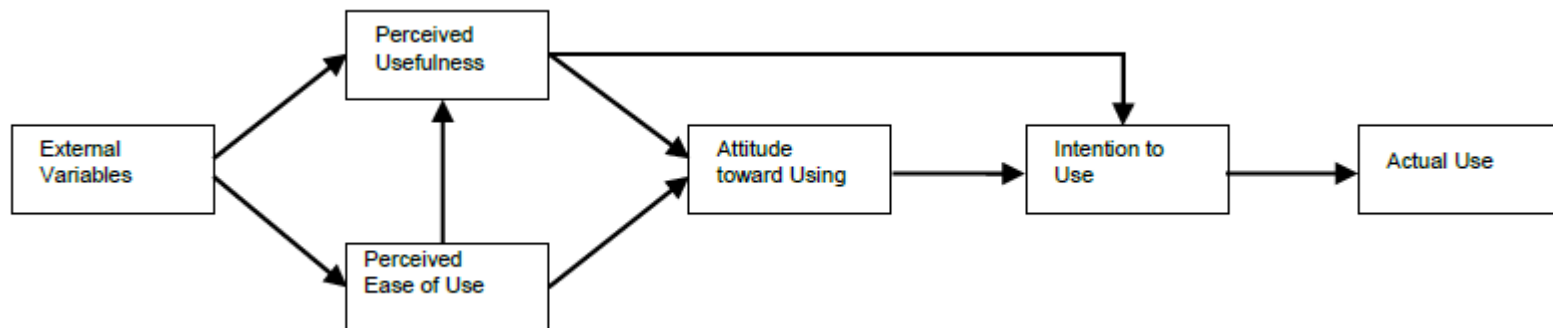 Perceived
Usefulness
External
Variables
Attitude
toward Using
Intention to
Use
Actual Use
Perceived
Ease of Use